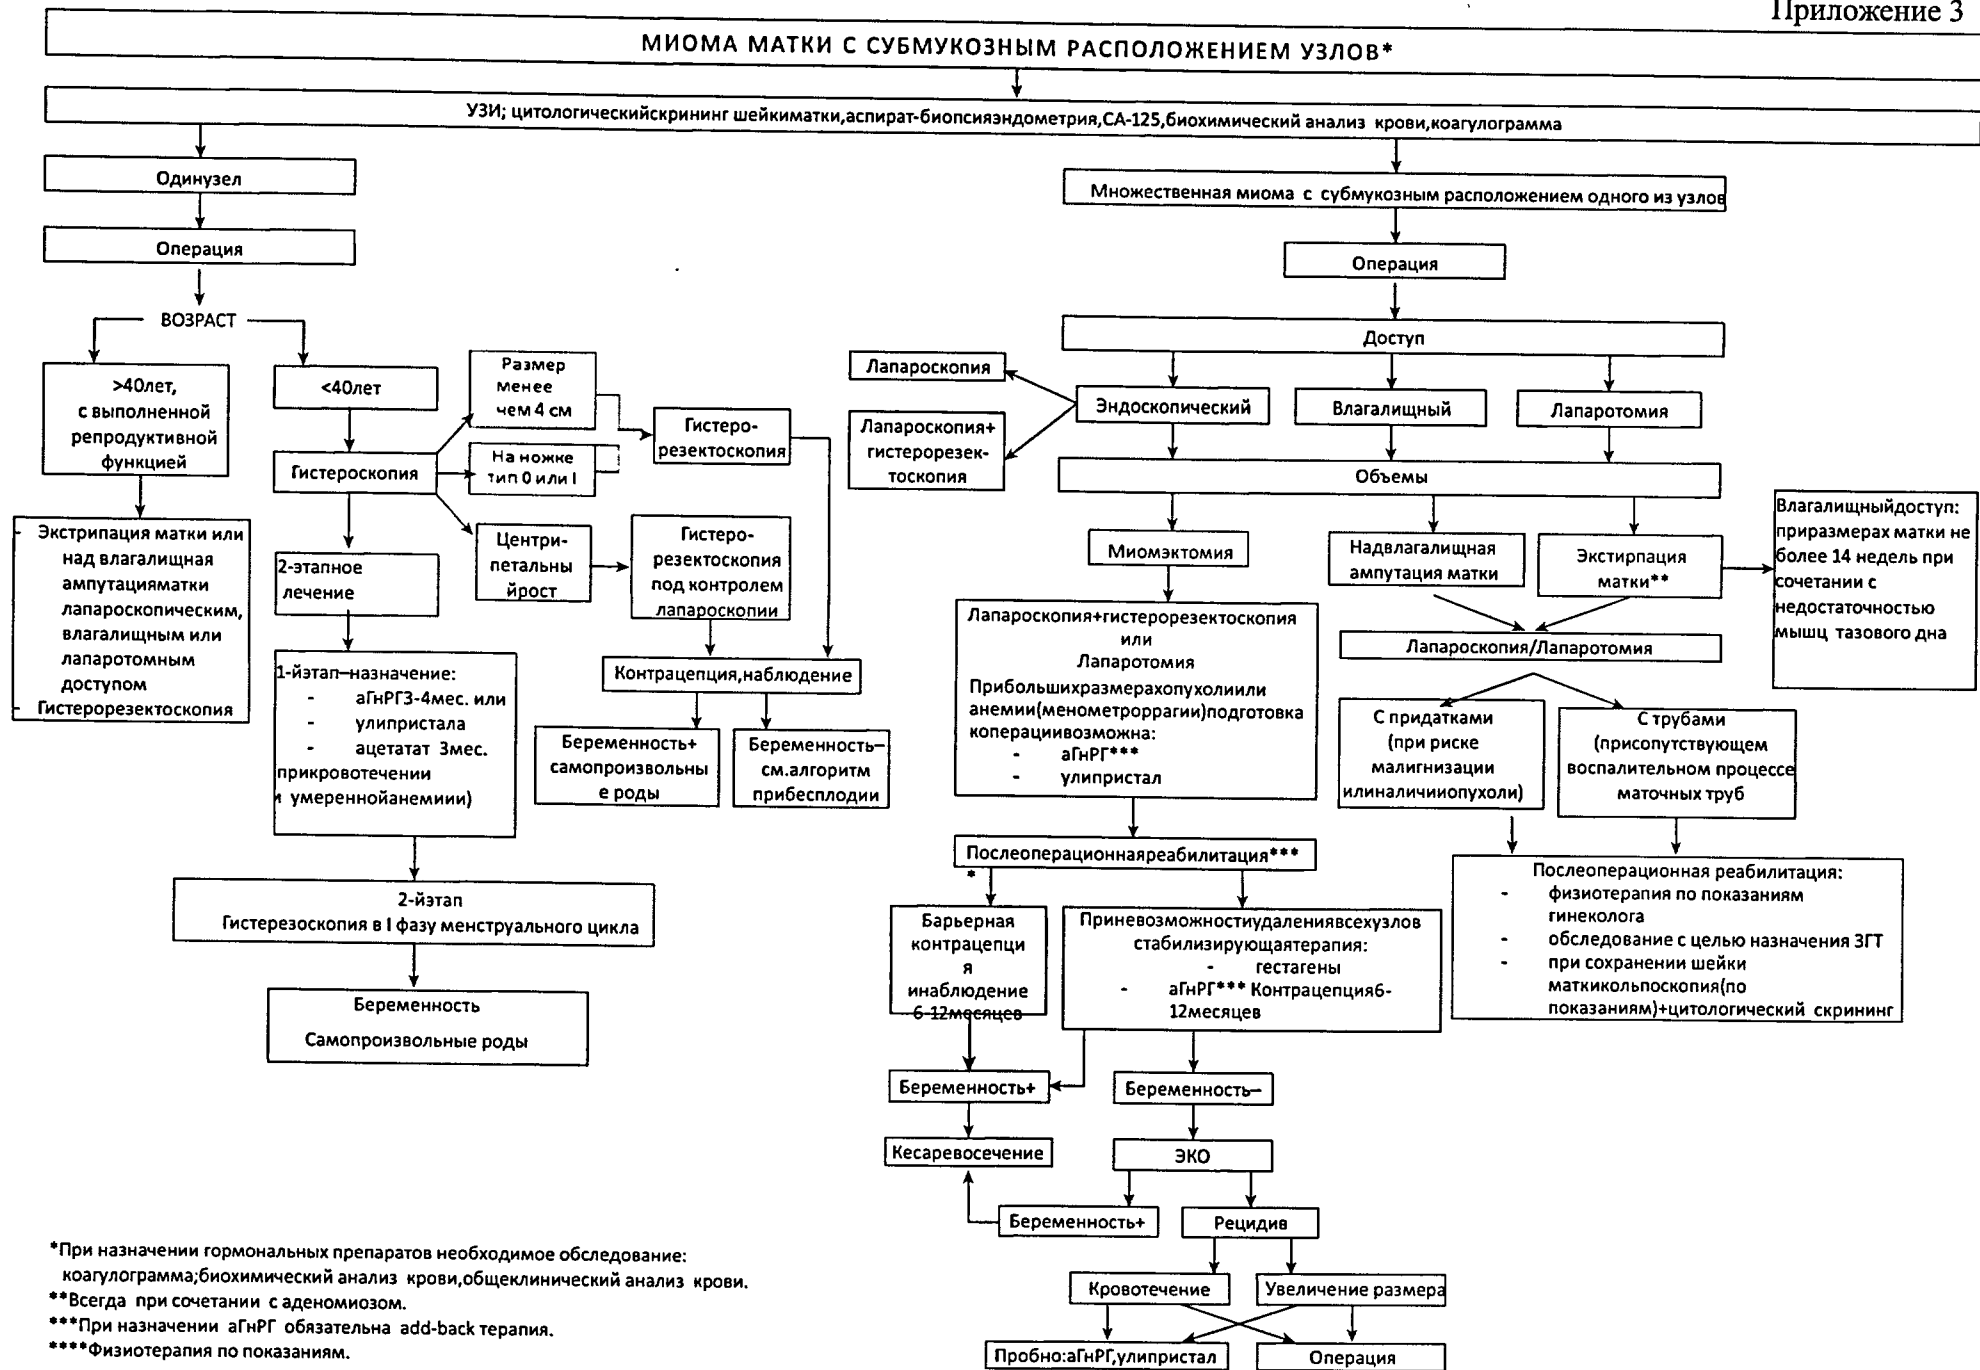 Приложение 3
МИОМА МАТКИ С СУБМУКОЗНЫМ РАСПОЛОЖЕНИЕМ УЗЛОВ*
УЗИ; цитологическийскрининг шейкиматки,аспират-биопсияэндометрия,СА-125,биохимический анализ крови,коагулограмма
Одинузел
Операция
ВОЗРАСТ
>40лет,
с выполненной
репродуктивной
функцией
- Экстрипация матки или
над влагалищная
ампутацияматки
лапароскопическим,
влагалищным или
лапаротомным
доступом
- Гистерорезектоскопия
<40лет
Гистероскопия
Размер
менее
чем 4 см
На ножке
тип 0 или I
Гистеро-
резектоскопия
Центри-
петальны
йрост
Гистеро-
резектоскопия
под контролем
лапароскопии
2-этапное
лечение
1-йэтап—назначение:
- аГнРГ3-4мес. или
- улипристала
- ацетатат 3мес.
прикровотечении
и умереннойанемиии)
Контрацепция,наблюдение
Беременность+
самопроизвольны
е роды
Беременность—
см.алгоритм
прибесплодии
2-йэтап
Гистерезоскопия в I фазу менструального цикла
Беременность
Самопроизвольные роды
Множественная миома с субмукозным расположением одного из узлов
Операция
Доступ
Лапароскопия
Лапароскопия+
гистерорезек-
тоскопия
Эндоскопический
Влагалищный
Лапаротомия
Объемы
Миомэктомия
Надвлагалищная
ампутация матки
Экстирпация
матки**
Влагалищныйдоступ:
приразмерах матки не
более 14 недель при
сочетании с
недостаточностью
мышц тазового дна
Лапароскопия+гистерорезектоскопия
или
Лапаротомия
Прибольшихразмерахопухолиили
анемии(менометроррагии)подготовка
коперациивозможна:
- аГнРГ***
- улипристал
Лапароскопия/Лапаротомия
С придатками
(при риске
малигнизации
илиналичииопухоли)
С трубами
(присопутствующем
воспалительном процессе
маточных труб
Послеоперационнаяреабилитация***
*
Послеоперационная реабилитация:
- физиотерапия по показаниям
гинеколога
- обследование с целью назначения ЗГТ
- при сохранении шейки
маткикольпоскопия(по
показаниям)+цитологический скрининг
Барьерная
контрацепци
я
инаблюдение
6-12месяцев
Приневозможностиудалениявсехузлов
стабилизирующаятерапия:
- гестагены
- аГнРГ*** Контрацепция6-
12месяцев
Беременность+
Беременность—
Кесаревосечение
ЭКО
Беременность+
Рецидив
Кровотечение
Увеличение размера
Пробно:аГнРГ,улипристал
Операция
*При назначении гормональных препаратов необходимое обследование:
коагулограмма;биохимический анализ крови,общеклинический анализ крови.
**Всегда при сочетании с аденомиозом.
***При назначении аГнРГ обязательна add-back терапия.
****Физиотерапия по показаниям.